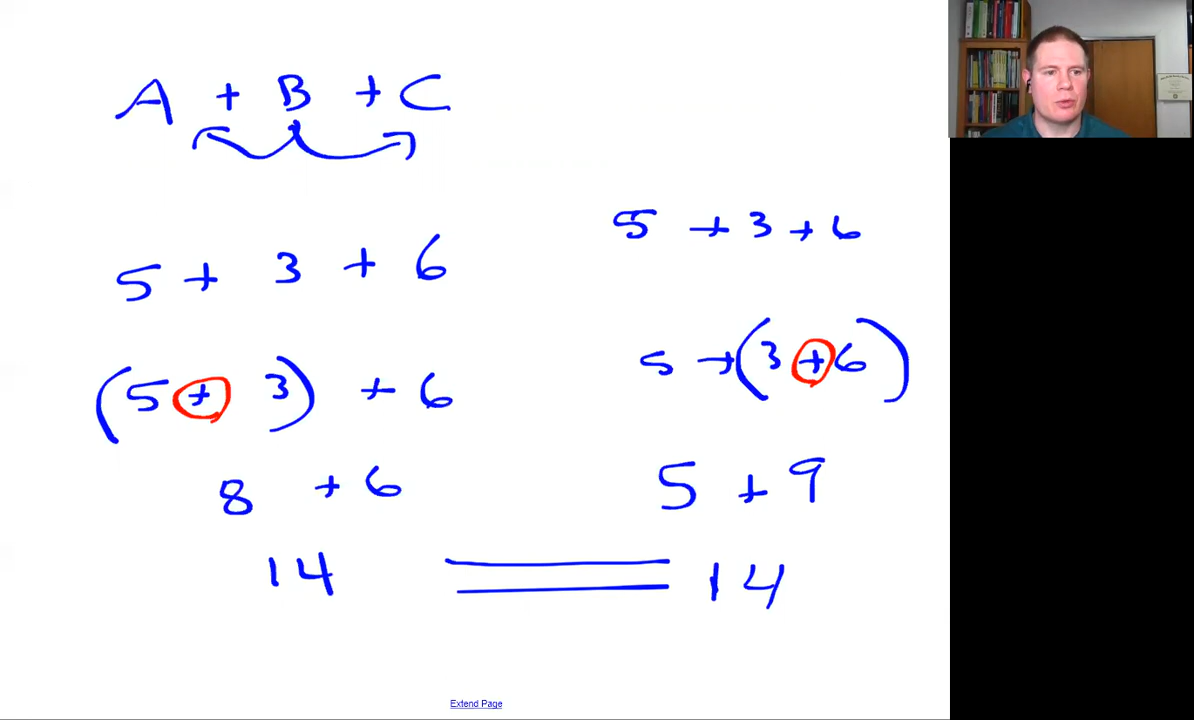 A + B + C
5 + 3 + 6
(5 + 3) + 6
8 + 6
14
=
5 + 3 + 6
5 + (3 + 6)
5 + 9
14
Extend Page